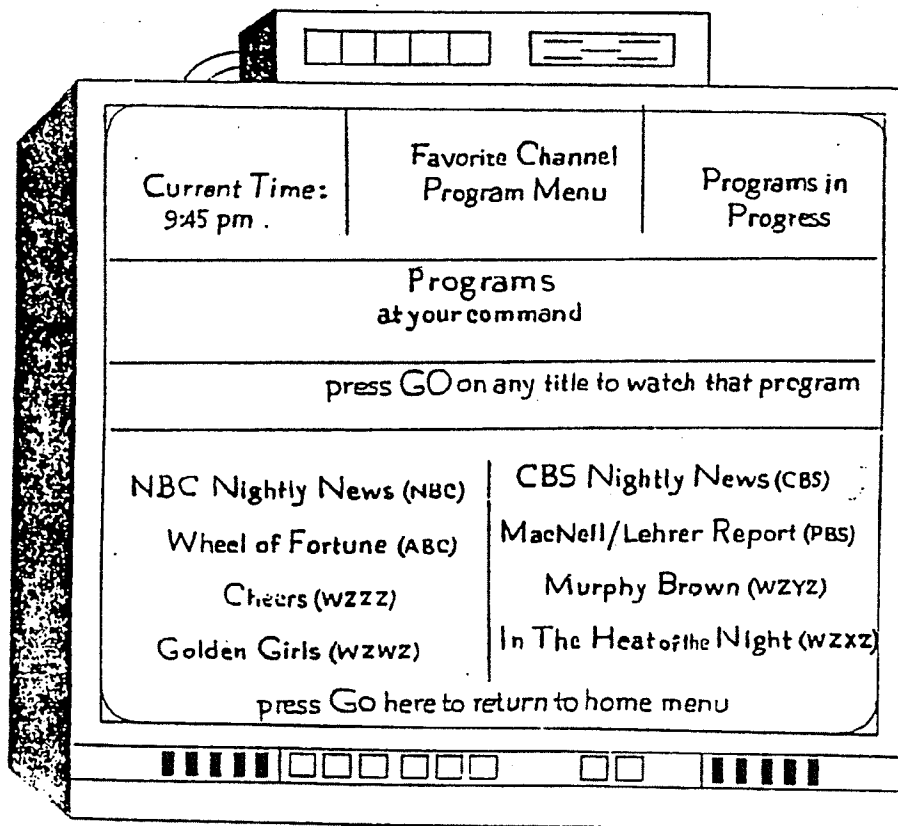 Current Time:
9:45 pm .
Favorite Channel
Program Menu
Programs in
Progress
Programs
at your command
press GO on any title to watch that program
NBC Nightly News (NBC)
Wheel of Fortune (ABC)
Cheers (WZZZ)
Golden Girls (WZWZ)
CBS Nightly News (CBS)
MacNell/Lehrer Report (PBS)
Murphy Brown (WZYZ)
In The Heat of the Night (WZXZ)
press Go here to return to home menu